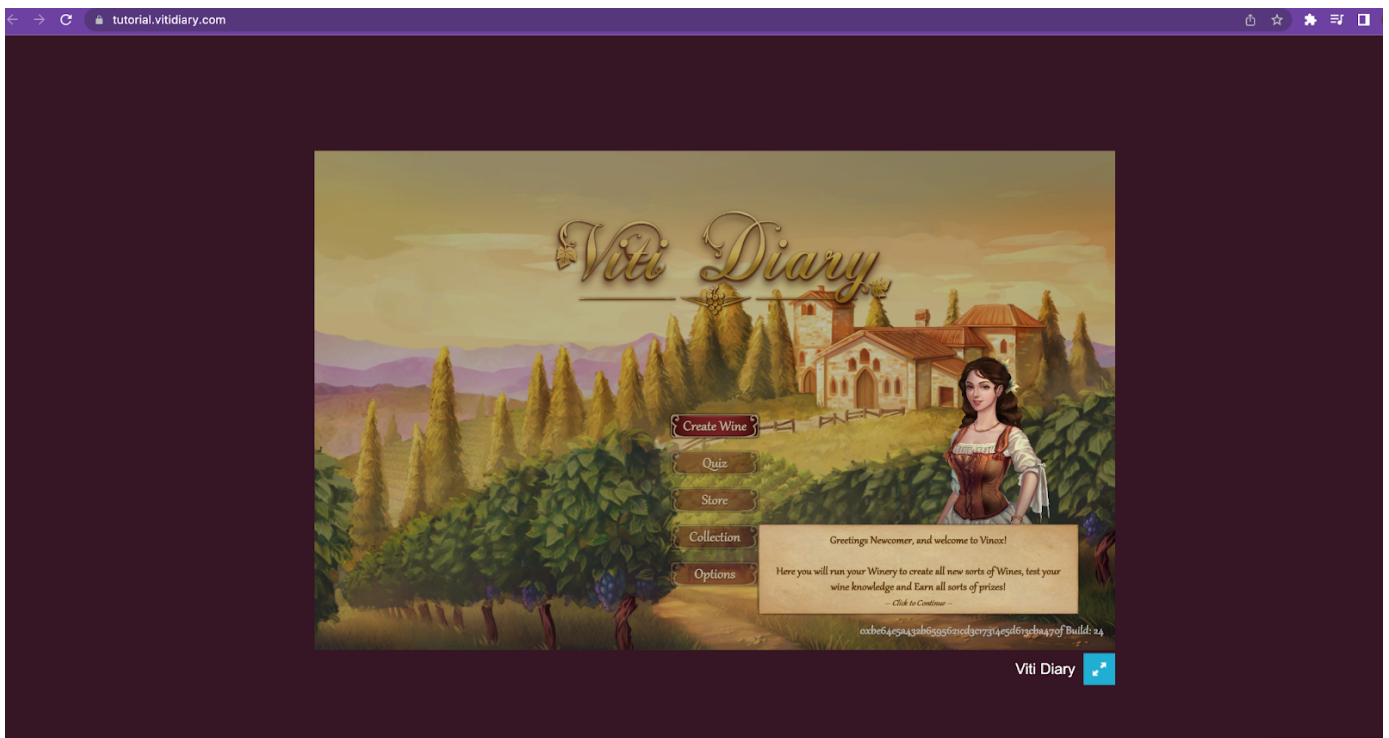 tutorial.vitidiary.com
Viti Diary
Create Wine
Quiz
Store
Collection
Options
Greetings Newcomer, and welcome to Vinox!
Here you will run your Winery to create all new sorts of Wines, test your
wine knowledge and Earn all sorts of prizes!
-- Click to Continue --
Build: 24
Viti Diary